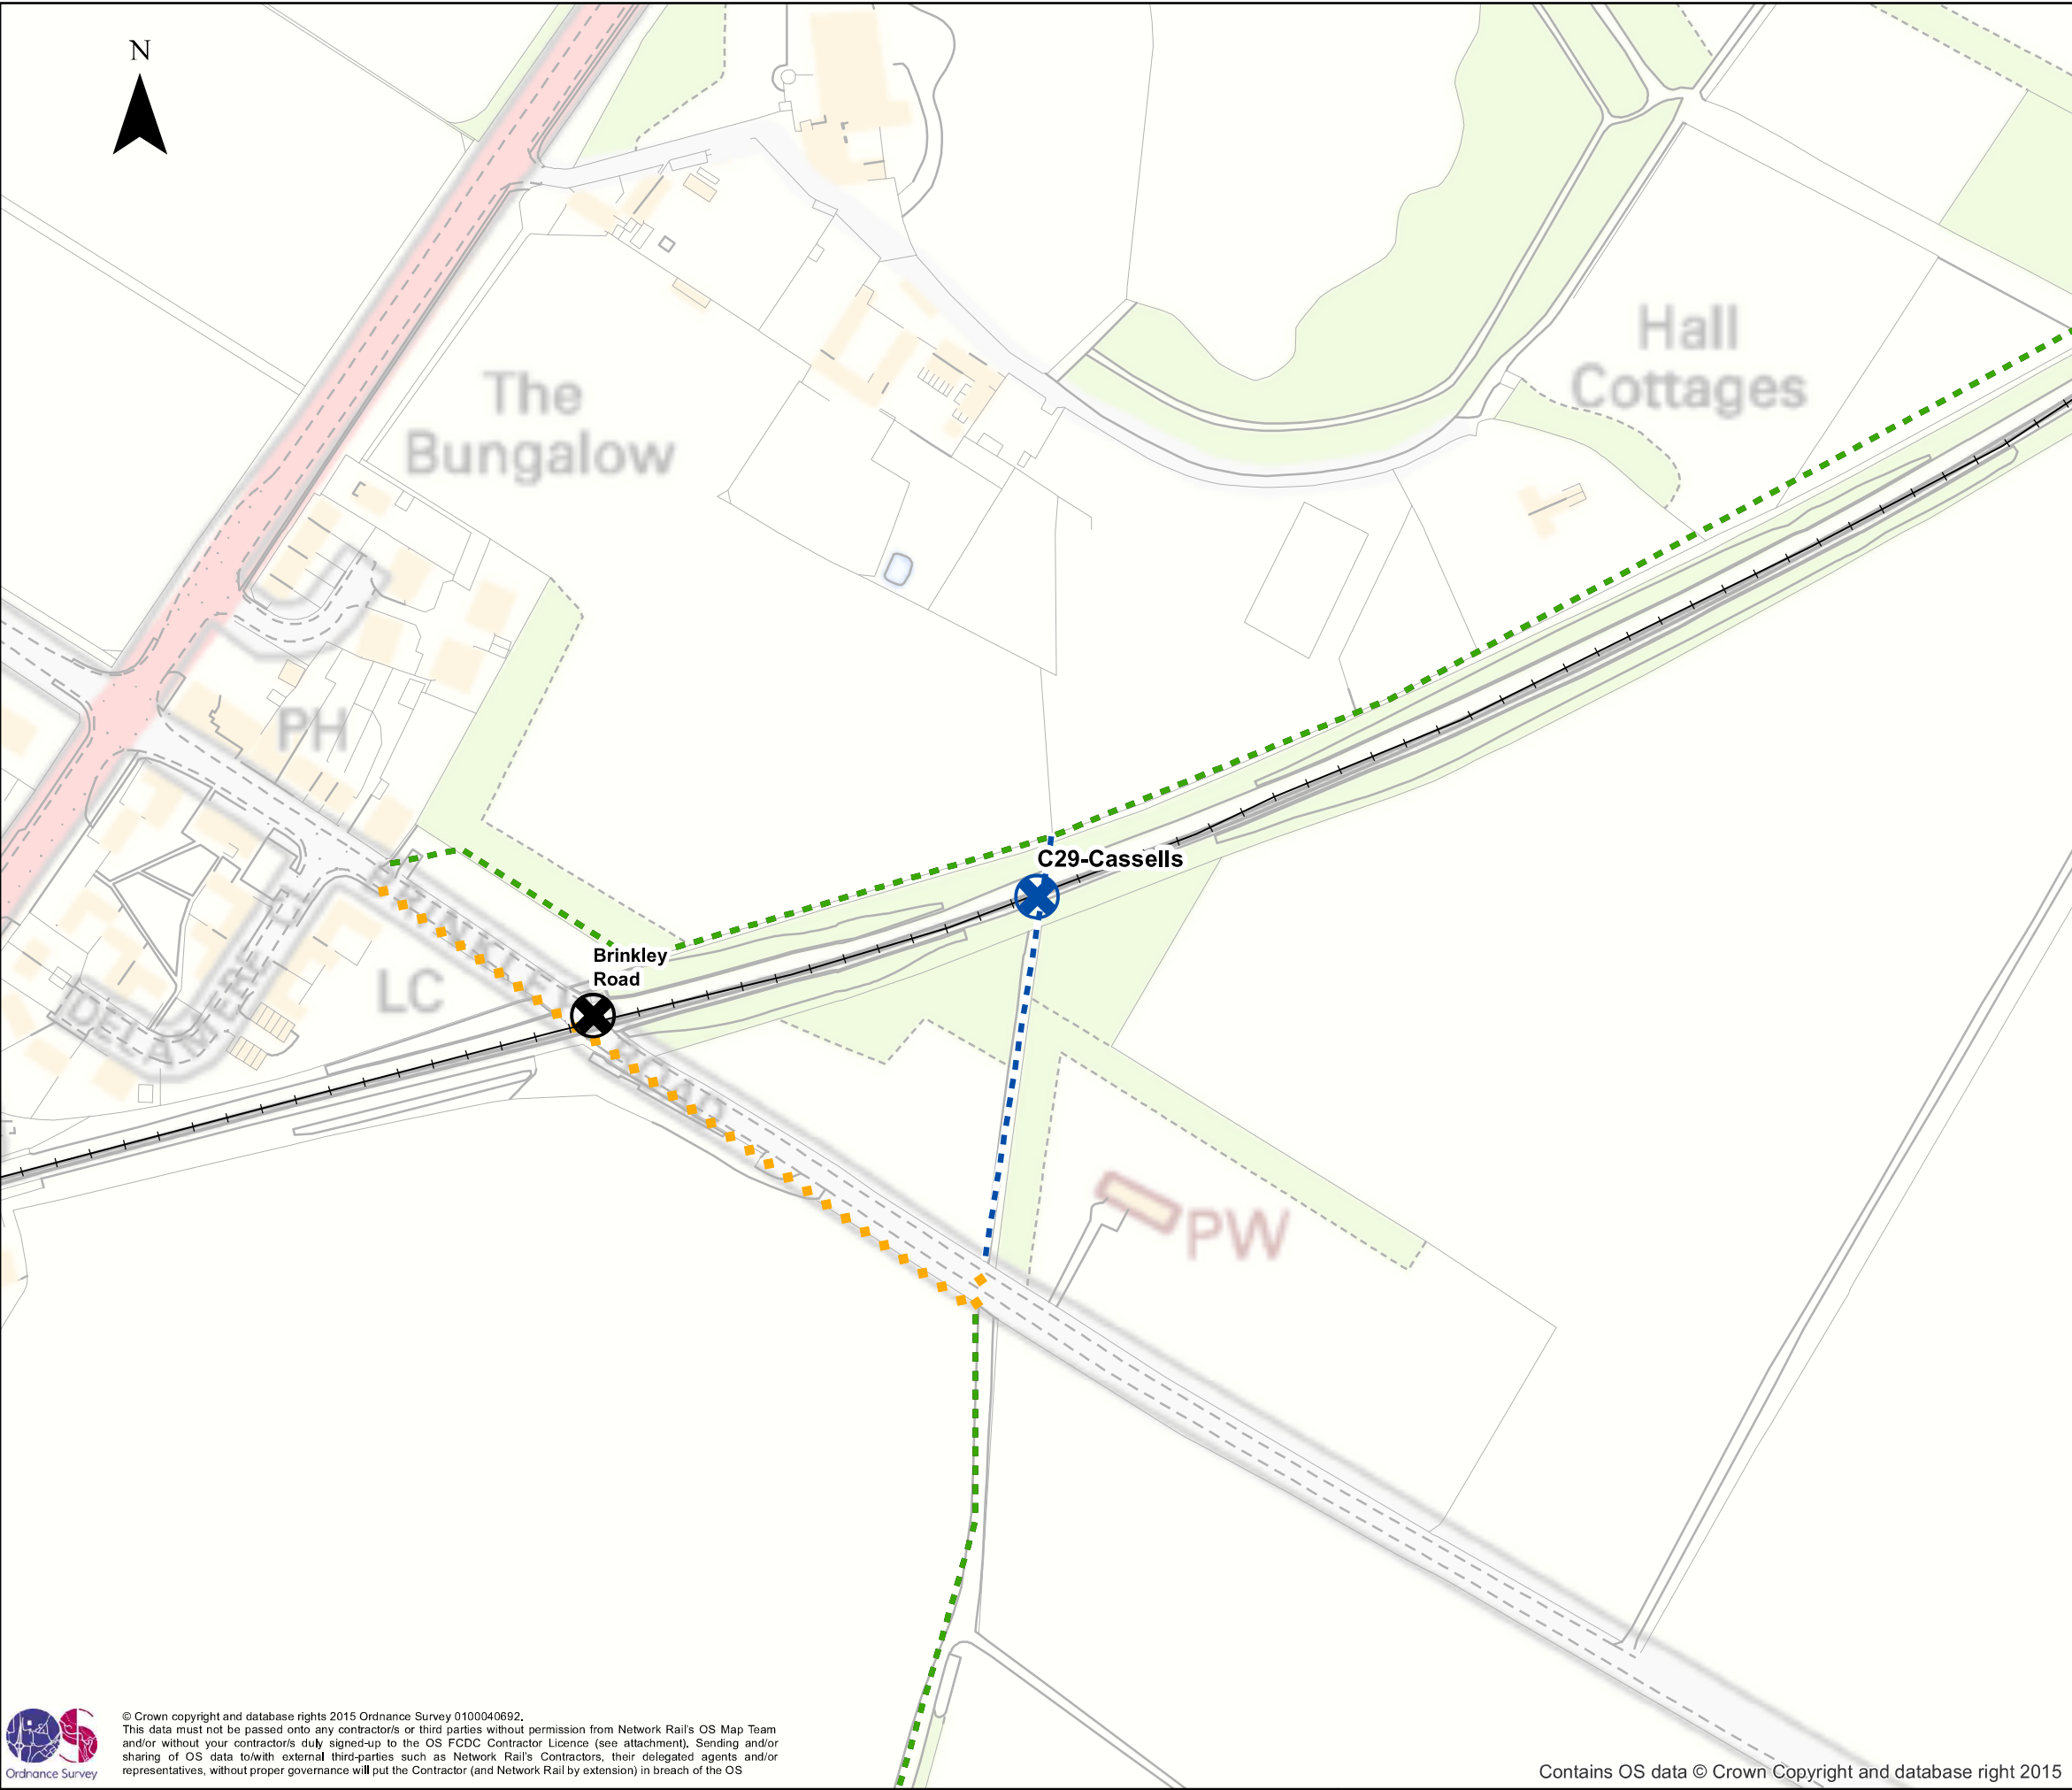 N
The
Bungalow
Hall
Cottages
PH
C29-Cassells
Brinkley
Road
BRINKLEY
ROAD
LC
PW
© Crown copyright and database rights 2015 Ordnance Survey 0100040692.
This data must not be passed onto any contractor/s or third parties without permission from Network Rail's OS Map Team
and/or without your contractor/s duly signed-up to the OS FCDC Contractor Licence (see attachment). Sending and/or
sharing of OS data to/with external third-parties such as Network Rail's Contractors, their delegated agents and/or
representatives, without proper governance will put the Contractor (and Network Rail by extension) in breach of the OS
Ordnance Survey
Contains OS data © Crown Copyright and database right 2015